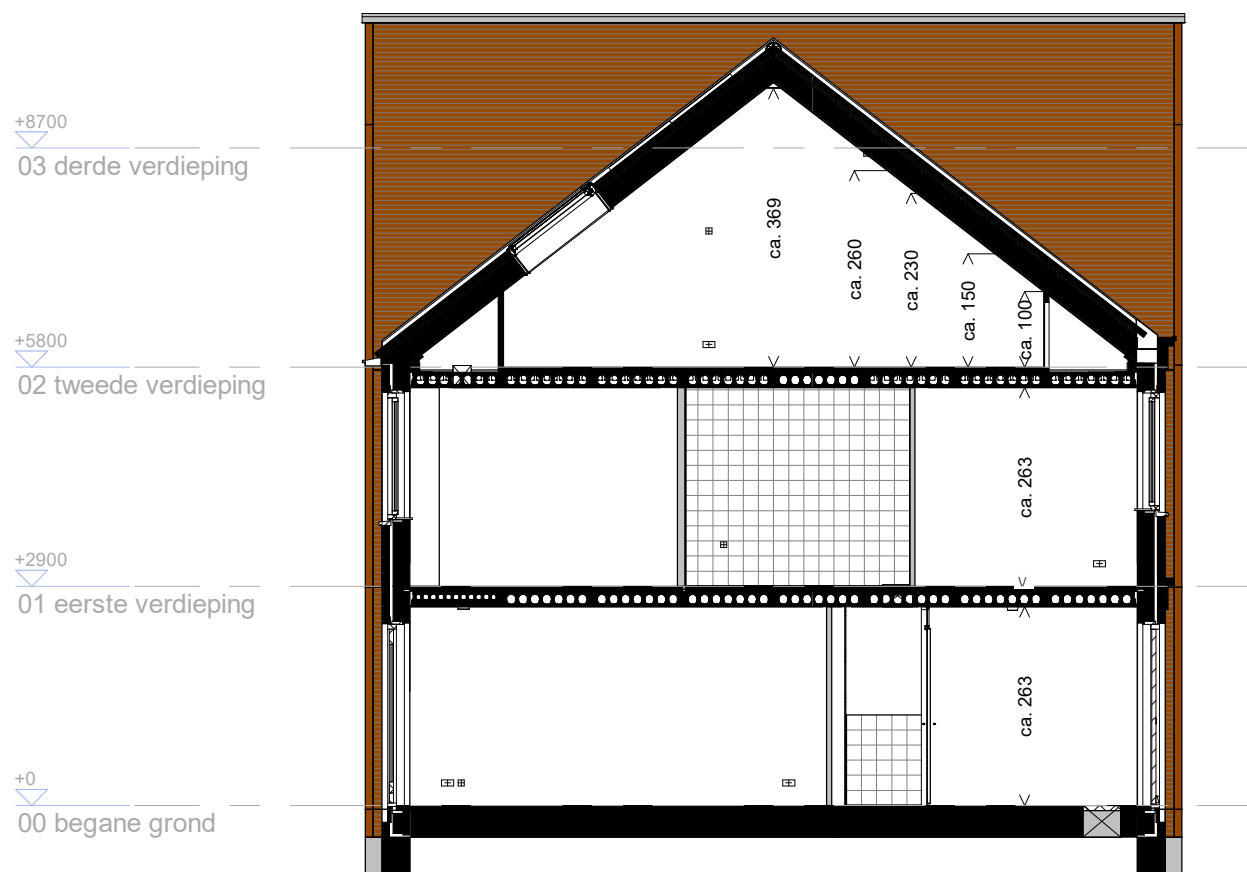 +8700
03 derde verdieping
ca. 369
ca. 260
ca. 230
ca. 150
ca. 100
+5800
02 tweede verdieping
ca. 263
+2900
01 eerste verdieping
ca. 263
+0
00 begane grond